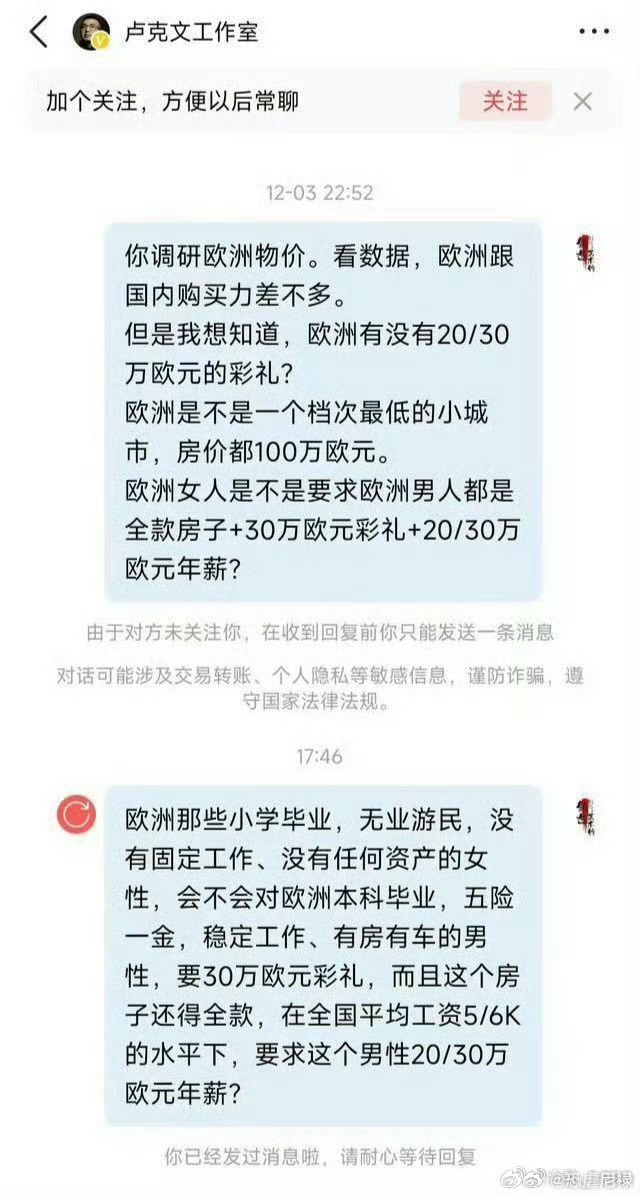 卢克文工作室
加个关注，方便以后常聊
关注
12-03 22:52
你调研欧洲物价。看数据，欧洲跟
国内购买力差不多。
但是我想知道，欧洲有没有20/30
万欧元的彩礼？
欧洲是不是一个档次最低的小城
市，房价都100万欧元。
欧洲女人是不是要求欧洲男人都是
全款房子+30万欧元彩礼+20/30万
欧元年薪？
由于对方未关注你，在收到回复前你只能发送一条消息
对话可能涉及交易转账、个人隐私等敏感信息，谨防诈骗，遵
守国家法律法规。
17:46
欧洲那些小学毕业，无业游民，没
有固定工作、没有任何资产的女
性，会不会对欧洲本科毕业，五险
一金，稳定工作、有房有车的男
性，要30万欧元彩礼，而且这个房
子还得全款，在全国平均工资5/6K
的水平下，要求这个男性20/30万
欧元年薪？
你已经发过消息啦，请耐心等待回复